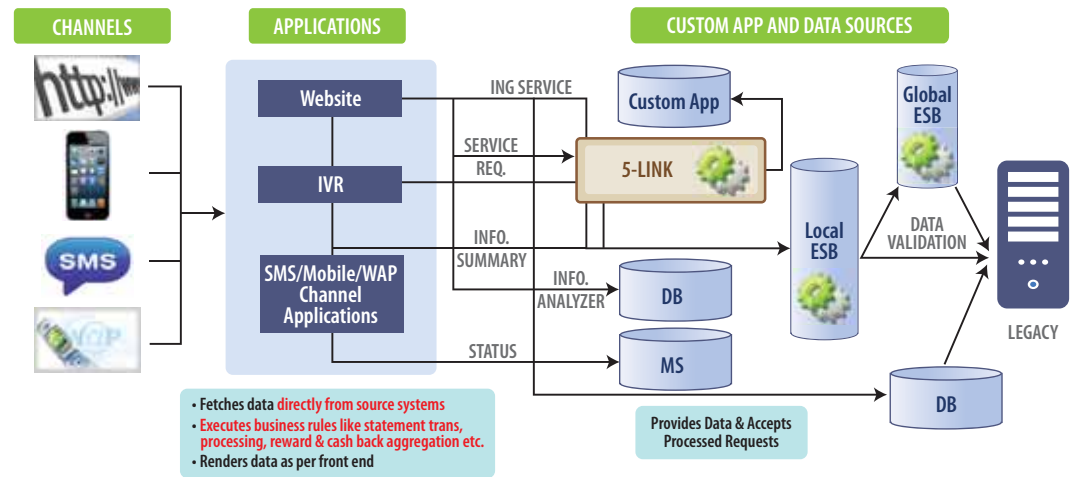 CHANNELS
APPLICATIONS
CUSTOM APP AND DATA SOURCES
http://ww
SMS
Website
IVR
SMS/Mobile/WAP
Channel
Applications
ING SERVICE
SERVICE
REQ.
INFO.
SUMMARY
INFO.
ANALYZER
STATUS
Custom App
5-LINK
DB
MS
Local
ESB
Global
ESB
DATA
VALIDATION
LEGACY
DB
• Fetches data directly from source systems
• Executes business rules like statement trans,
processing, reward & cash back aggregation etc.
• Renders data as per front end
Provides Data & Accepts
Processed Requests